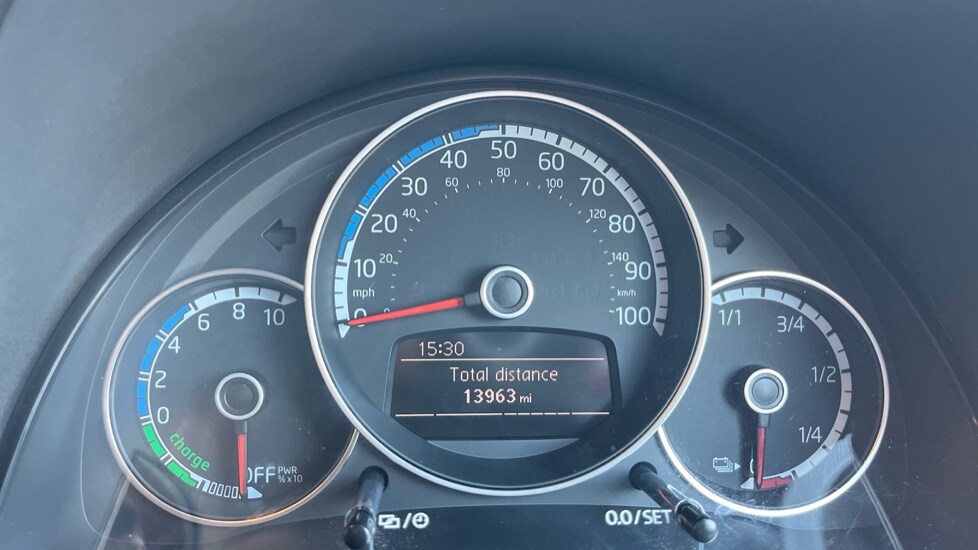 10 20 30 40 50 60 70 80 90 100
mph
20 40 60 80 100 120 140
km/h
0 2 4 6 8 10
charge
OFF PWR
% x10
1/1 3/4 1/2 1/4
15:30
Total distance
13963 mi
0.0/SET